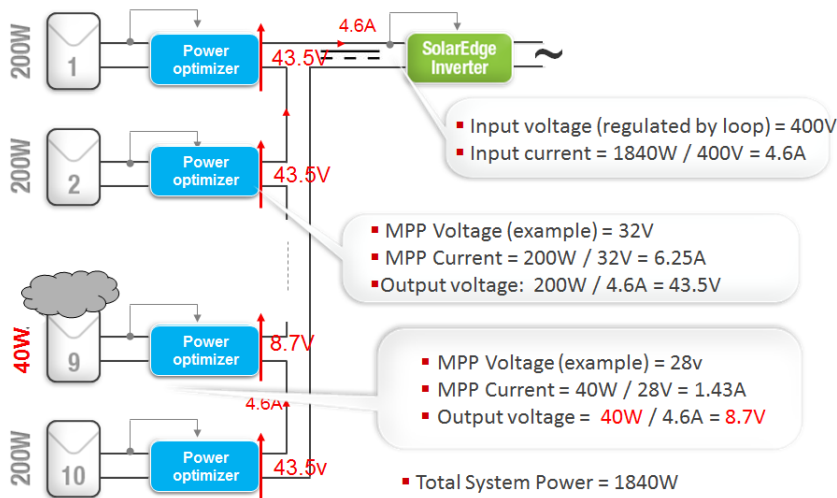 4.6A
200W
1
Power
optimizer
43.5V
SolarEdge
Inverter
~
▪ Input voltage (regulated by loop) = 400V
▪ Input current = 1840W / 400V = 4.6A
200W
2
Power
optimizer
43.5V
▪ MPP Voltage (example) = 32V
▪ MPP Current = 200W / 32V = 6.25A
▪ Output voltage: 200W / 4.6A = 43.5V
40W.
9
Power
optimizer
8.7V
▪ MPP Voltage (example) = 28v
▪ MPP Current = 40W / 28V = 1.43A
▪ Output voltage = 40W / 4.6A = 8.7V
4.6A
200W
10
Power
optimizer
43.5v
▪ Total System Power = 1840W